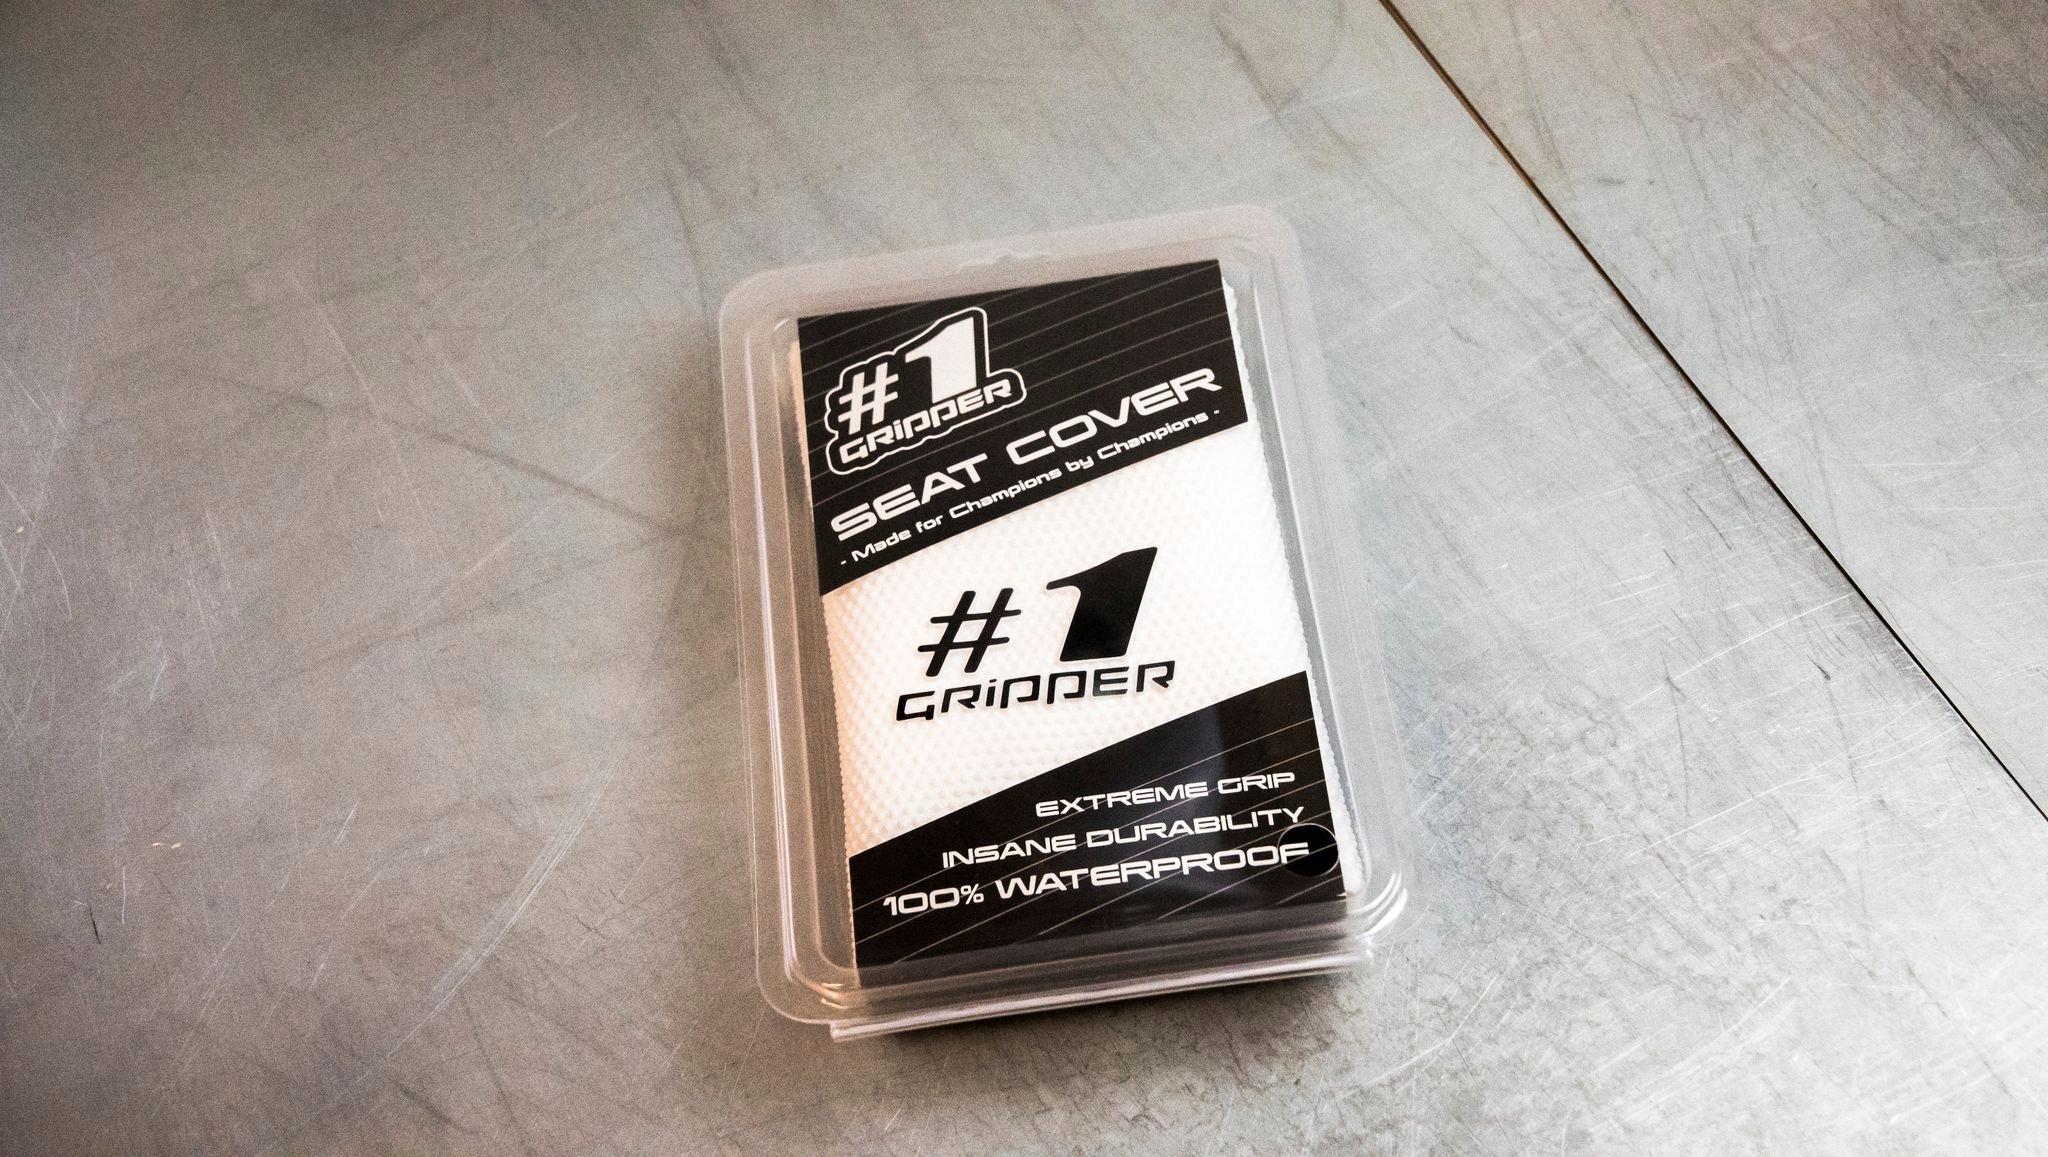 #1
GRIPPER
SEAT COVER
- Made for Champions by Champions -
#1
GRIPPER
EXTREME GRIP
INSANE DURABILITY
100% WATERPROOF